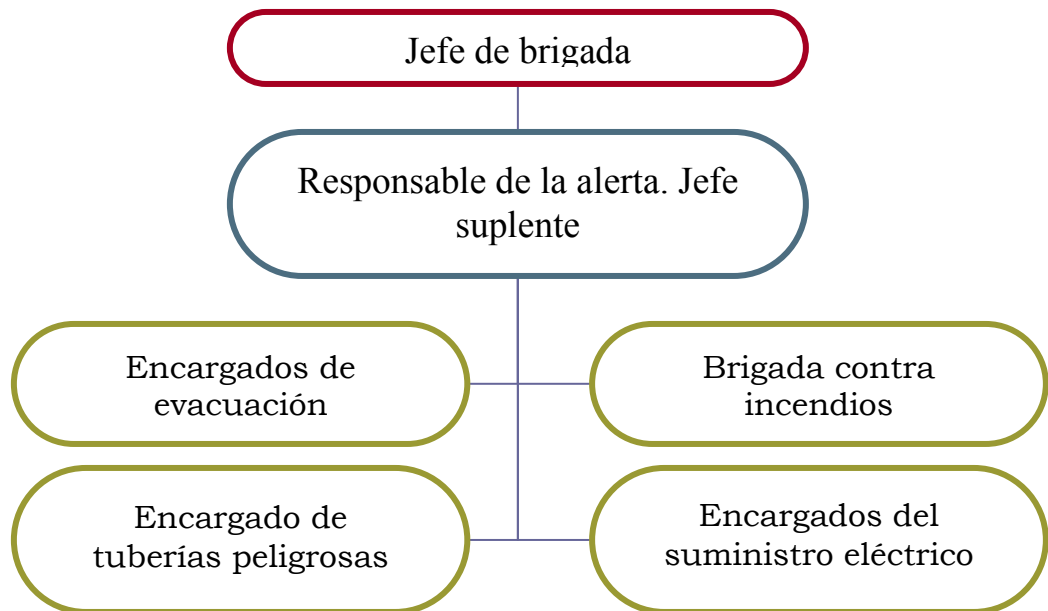 Jefe de brigada
Responsable de la alerta. Jefe
suplente
Encargados de
evacuación
Brigada contra
incendios
Encargado de
tuberías peligrosas
Encargados del
suministro eléctrico